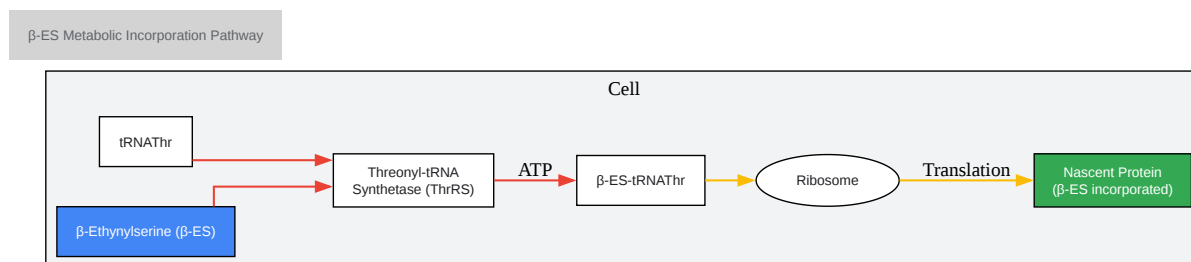 β-ES Metabolic Incorporation Pathway
Cell
tRNAThr
Threonyl-tRNA
Synthetase (ThrRS)
ATP
β-ES-tRNAThr
Ribosome
Translation
Nascent Protein
(β-ES incorporated)
β-Ethynylserine (β-ES)